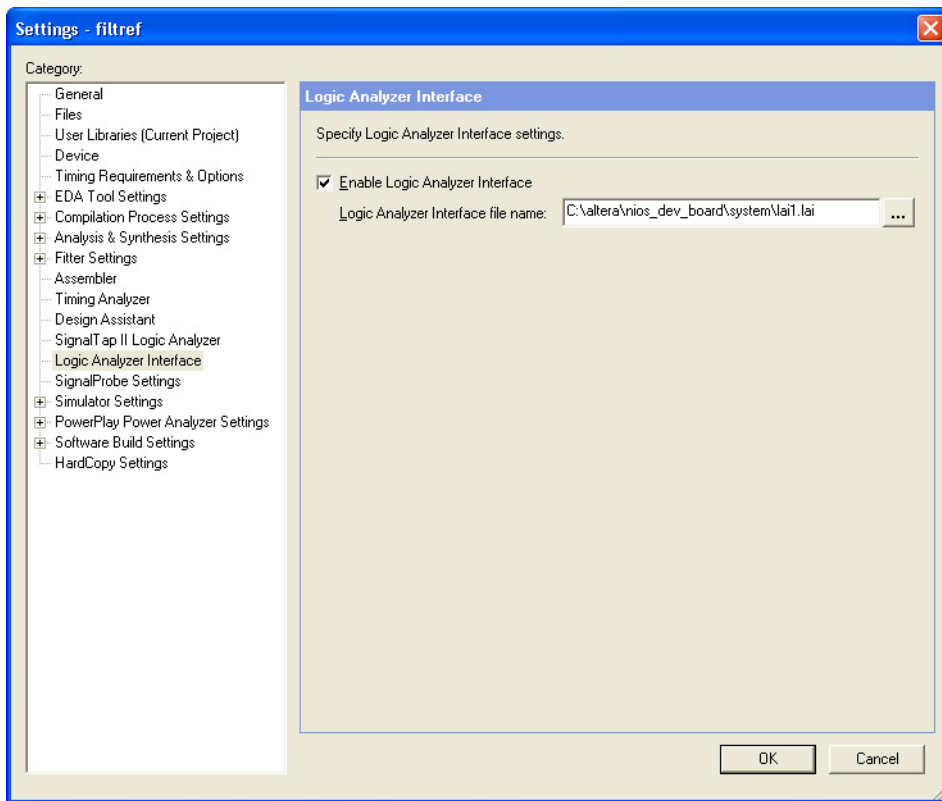 Settings - filtref
Category:
General
Files
User Libraries (Current Project)
Device
Timing Requirements & Options
EDA Tool Settings
Compilation Process Settings
Analysis & Synthesis Settings
Fitter Settings
Assembler
Timing Analyzer
Design Assistant
SignalTap II Logic Analyzer
Logic Analyzer Interface
SignalProbe Settings
Simulator Settings
PowerPlay Power Analyzer Settings
Software Build Settings
HardCopy Settings
Logic Analyzer Interface
Specify Logic Analyzer Interface settings.
Enable Logic Analyzer Interface
Logic Analyzer Interface file name: C:\altera\nios_dev_board\system\lai1.lai ...
OK Cancel